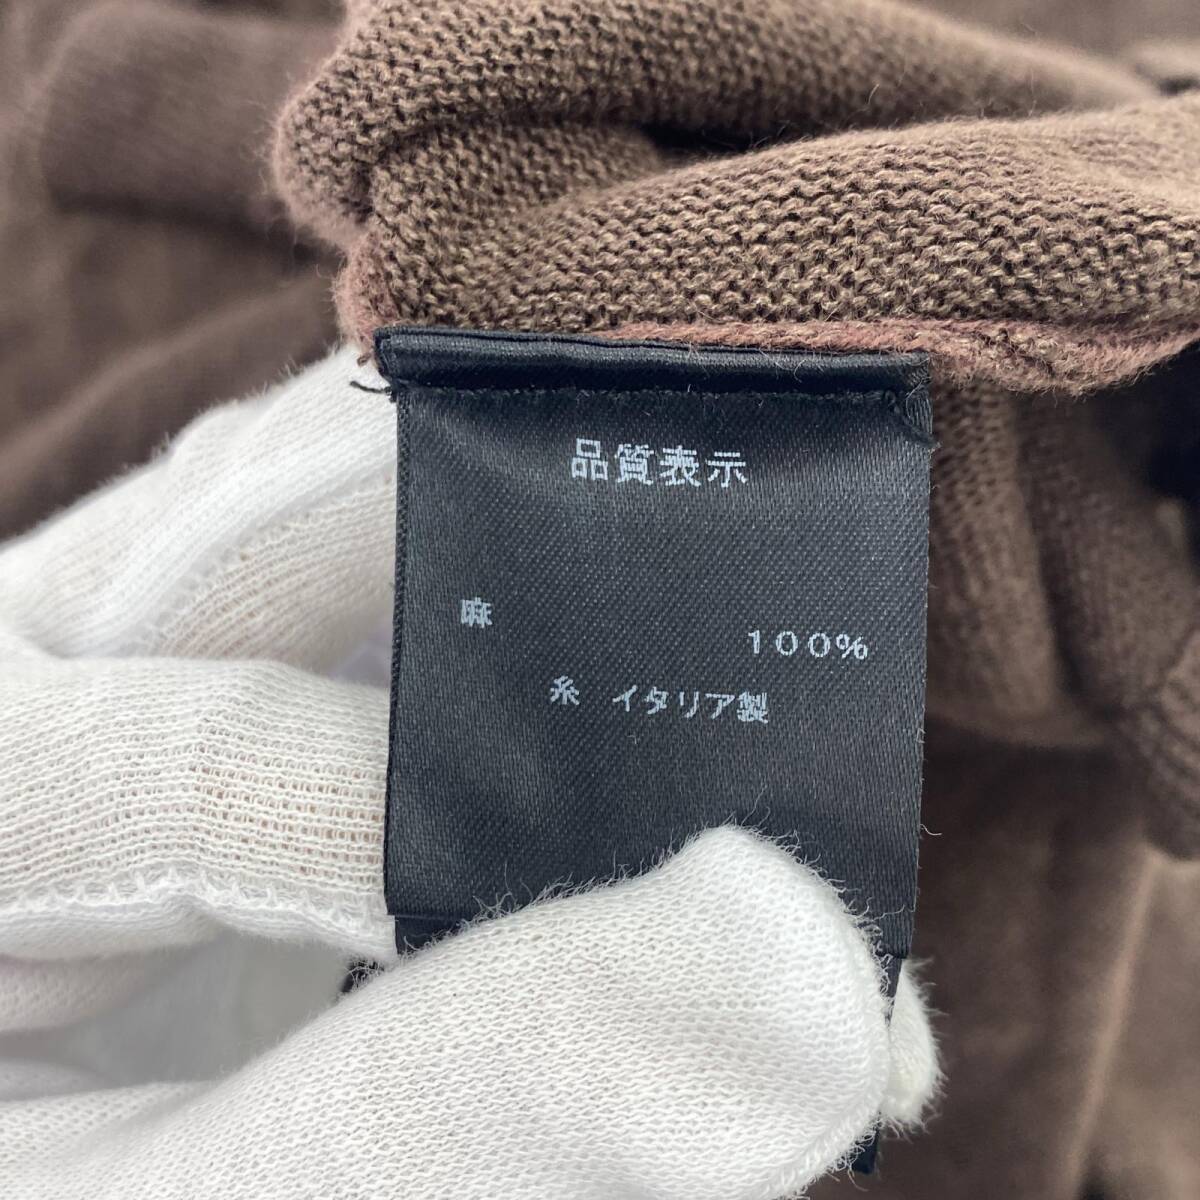 品質表示
麻
100%
糸 イタリア製